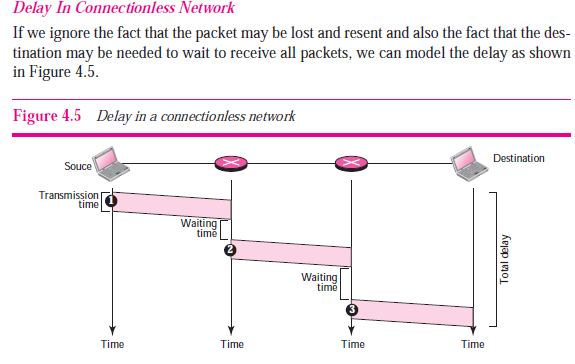 Delay In Connectionless Network
If we ignore the fact that the packet may be lost and resent and also the fact that the des-
tination may be needed to wait to receive all packets, we can model the delay as shown
in Figure 4.5.
Figure 4.5 Delay in a connectionless network
Souce
Destination
Transmission
time
1
Waiting
time
2
Waiting
time
3
Total delay
Time
Time
Time
Time